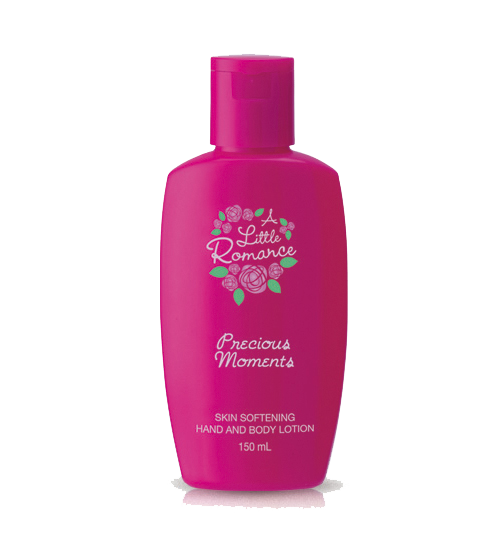 A
Little
Romance
Precious
Moments
SKIN SOFTENING
HAND AND BODY LOTION
150 mL